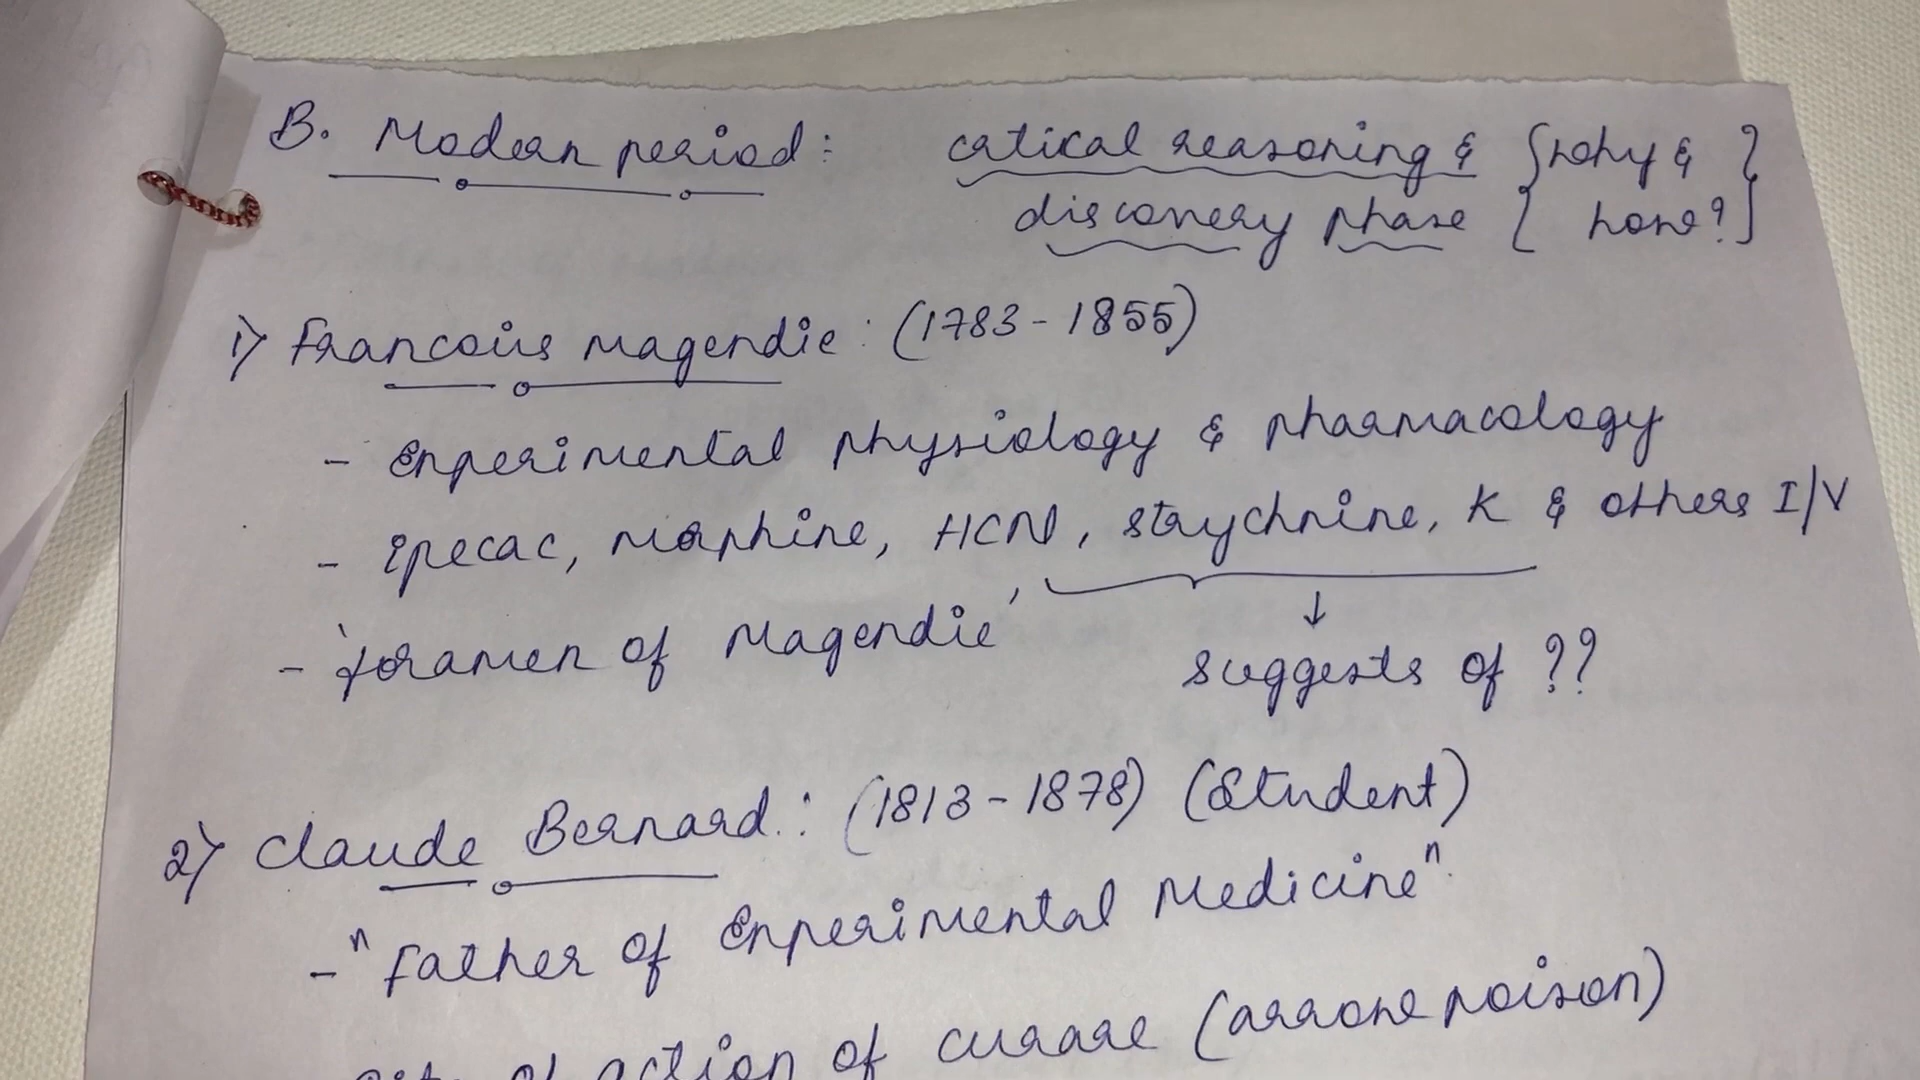 B. Modern period: critical reasoning & {why &}
discovery phase {how?}
1) Francois Magendie: (1783-1855)
- Experimental physiology & pharmacology
- Ipecac, Morphine, HCN, strychnine, K & others I/V
- 'foramen of Magendie'
↓
suggests of ??
2) Claude Bernard: (1813-1878) (Student)
- "Father of Experimental Medicine"
of action of curare (arrow poison)